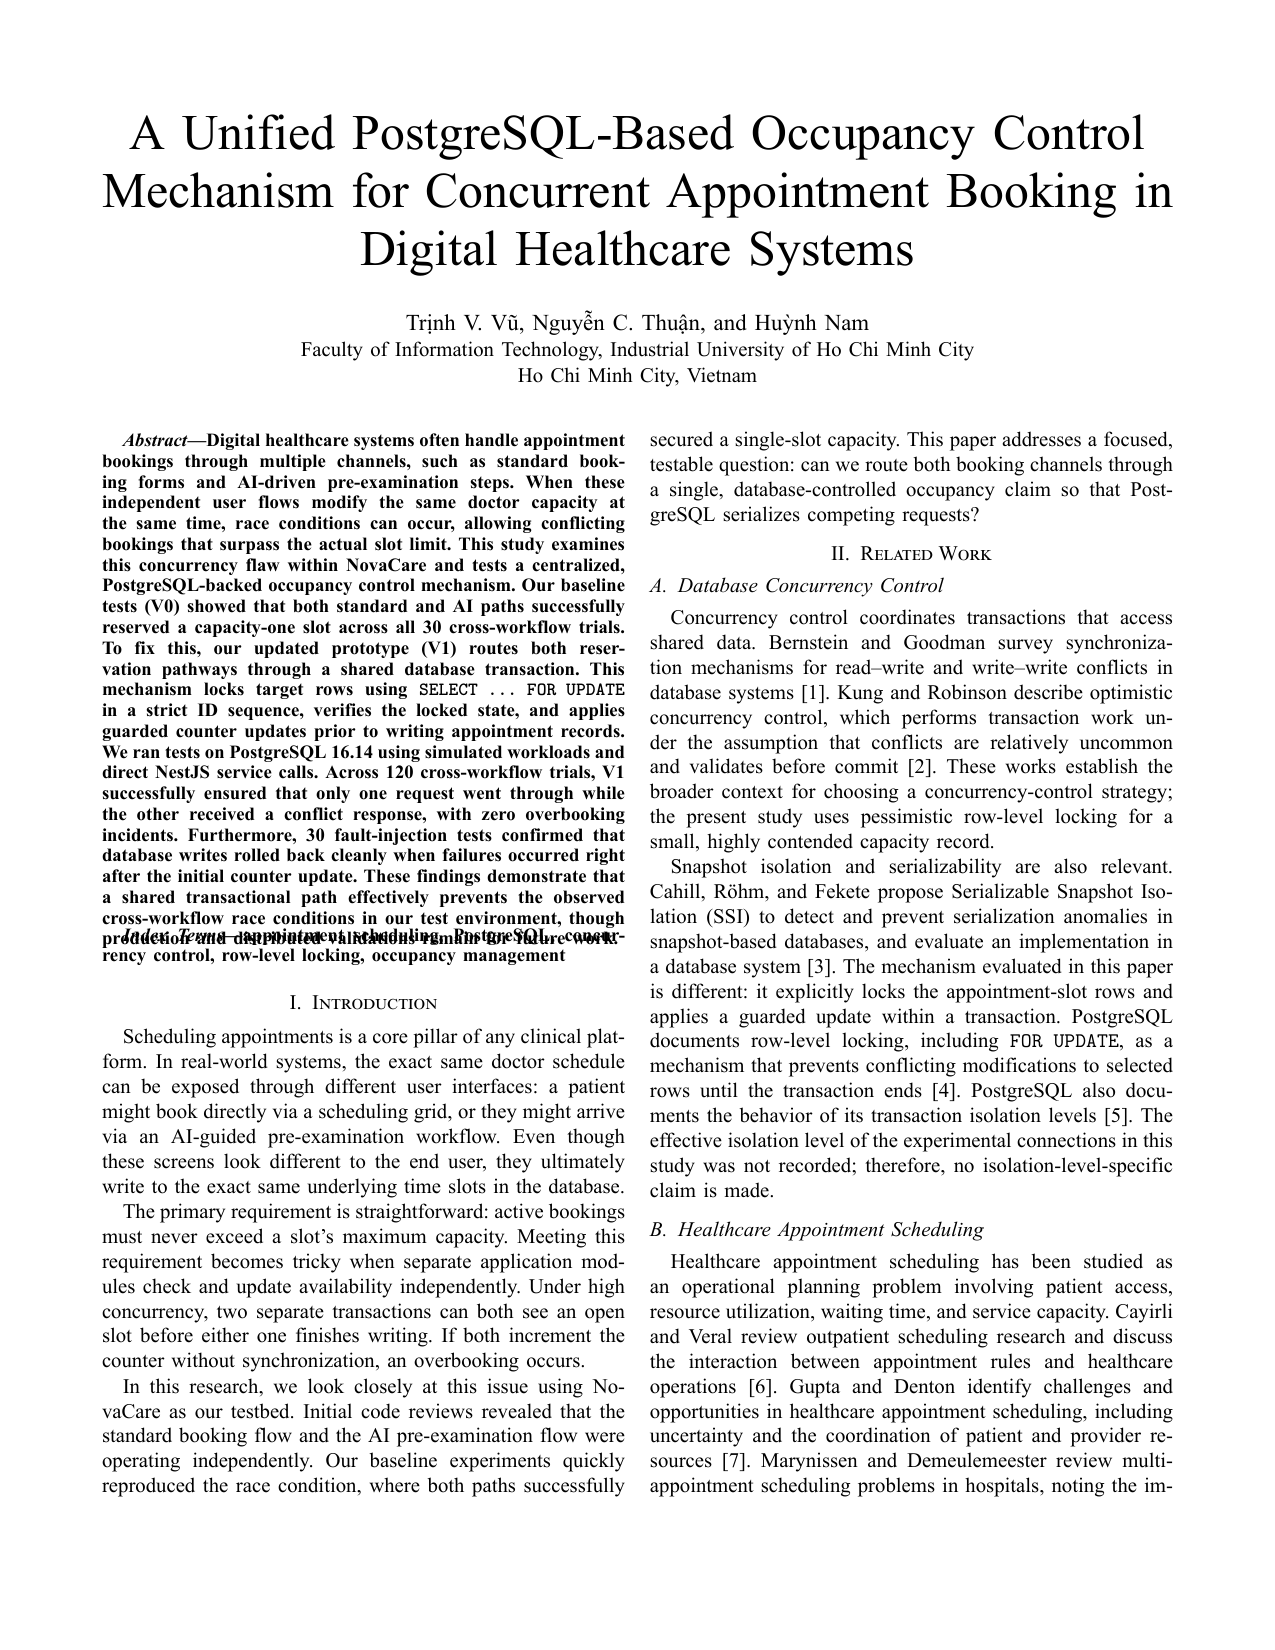 A Unified PostgreSQL-Based Occupancy Control
Mechanism for Concurrent Appointment Booking in
Digital Healthcare Systems
Trịnh V. Vũ, Nguyễn C. Thuận, and Huỳnh Nam
Faculty of Information Technology, Industrial University of Ho Chi Minh City
Ho Chi Minh City, Vietnam
Abstract—Digital healthcare systems often handle appointment
bookings through multiple channels, such as standard book-
ing forms and AI-driven pre-examination steps. When these
independent user flows modify the same doctor capacity at
the same time, race conditions can occur, allowing conflicting
bookings that surpass the actual slot limit. This study examines
this concurrency flaw within NovaCare and tests a centralized,
PostgreSQL-backed occupancy control mechanism. Our baseline
tests (V0) showed that both standard and AI paths successfully
reserved a capacity-one slot across all 30 cross-workflow trials.
To fix this, our updated prototype (V1) routes both reser-
vation pathways through a shared database transaction. This
mechanism locks target rows using SELECT ... FOR UPDATE
in a strict ID sequence, verifies the locked state, and applies
guarded counter updates prior to writing appointment records.
We ran tests on PostgreSQL 16.14 using simulated workloads and
direct NestJS service calls. Across 120 cross-workflow trials, V1
successfully ensured that only one request went through while
the other received a conflict response, with zero overbooking
incidents. Furthermore, 30 fault-injection tests confirmed that
database writes rolled back cleanly when failures occurred right
after the initial counter update. These findings demonstrate that
a shared transactional path effectively prevents the observed
cross-workflow race conditions in our test environment, though
production and distributed validations remain for future work.
Index Terms—appointment scheduling, PostgreSQL, concur-
rency control, row-level locking, occupancy management
I. Introduction
Scheduling appointments is a core pillar of any clinical plat-
form. In real-world systems, the exact same doctor schedule
can be exposed through different user interfaces: a patient
might book directly via a scheduling grid, or they might arrive
via an AI-guided pre-examination workflow. Even though
these screens look different to the end user, they ultimately
write to the exact same underlying time slots in the database.
The primary requirement is straightforward: active bookings
must never exceed a slot's maximum capacity. Meeting this
requirement becomes tricky when separate application mod-
ules check and update availability independently. Under high
concurrency, two separate transactions can both see an open
slot before either one finishes writing. If both increment the
counter without synchronization, an overbooking occurs.
In this research, we look closely at this issue using No-
vaCare as our testbed. Initial code reviews revealed that the
standard booking flow and the AI pre-examination flow were
operating independently. Our baseline experiments quickly
reproduced the race condition, where both paths successfully
secured a single-slot capacity. This paper addresses a focused,
testable question: can we route both booking channels through
a single, database-controlled occupancy claim so that Post-
greSQL serializes competing requests?
II. Related Work
A. Database Concurrency Control
Concurrency control coordinates transactions that access
shared data. Bernstein and Goodman survey synchroniza-
tion mechanisms for read–write and write–write conflicts in
database systems [1]. Kung and Robinson describe optimistic
concurrency control, which performs transaction work un-
der the assumption that conflicts are relatively uncommon
and validates before commit [2]. These works establish the
broader context for choosing a concurrency-control strategy;
the present study uses pessimistic row-level locking for a
small, highly contended capacity record.
Snapshot isolation and serializability are also relevant.
Cahill, Röhm, and Fekete propose Serializable Snapshot Iso-
lation (SSI) to detect and prevent serialization anomalies in
snapshot-based databases, and evaluate an implementation in
a database system [3]. The mechanism evaluated in this paper
is different: it explicitly locks the appointment-slot rows and
applies a guarded update within a transaction. PostgreSQL
documents row-level locking, including FOR UPDATE, as a
mechanism that prevents conflicting modifications to selected
rows until the transaction ends [4]. PostgreSQL also docu-
ments the behavior of its transaction isolation levels [5]. The
effective isolation level of the experimental connections in this
study was not recorded; therefore, no isolation-level-specific
claim is made.
B. Healthcare Appointment Scheduling
Healthcare appointment scheduling has been studied as
an operational planning problem involving patient access,
resource utilization, waiting time, and service capacity. Cayirli
and Veral review outpatient scheduling research and discuss
the interaction between appointment rules and healthcare
operations [6]. Gupta and Denton identify challenges and
opportunities in healthcare appointment scheduling, including
uncertainty and the coordination of patient and provider re-
sources [7]. Marynissen and Demeulemeester review multi-
appointment scheduling problems in hospitals, noting the im-